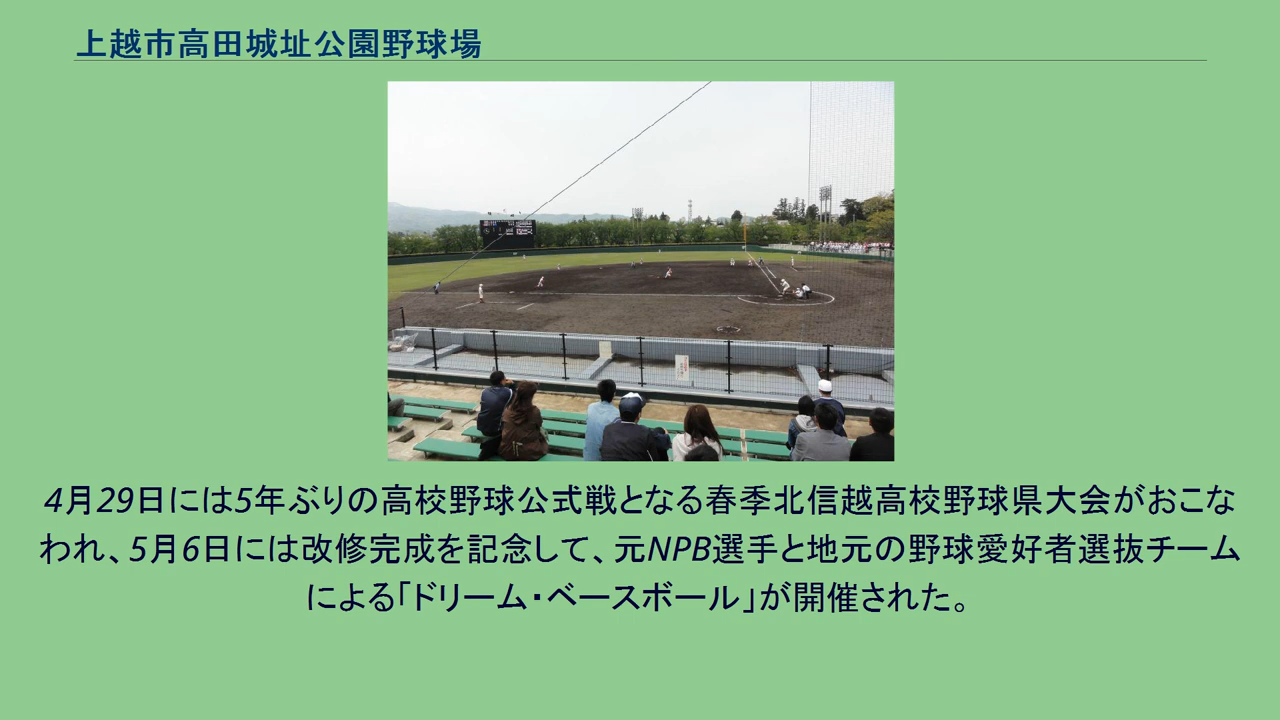 上越市高田城址公園野球場
4月29日には5年ぶりの高校野球公式戦となる春季北信越高校野球県大会がおこな
われ、5月6日には改修完成を記念して、元NPB選手と地元の野球愛好者選抜チーム
による「ドリーム・ベースボール」が開催された。